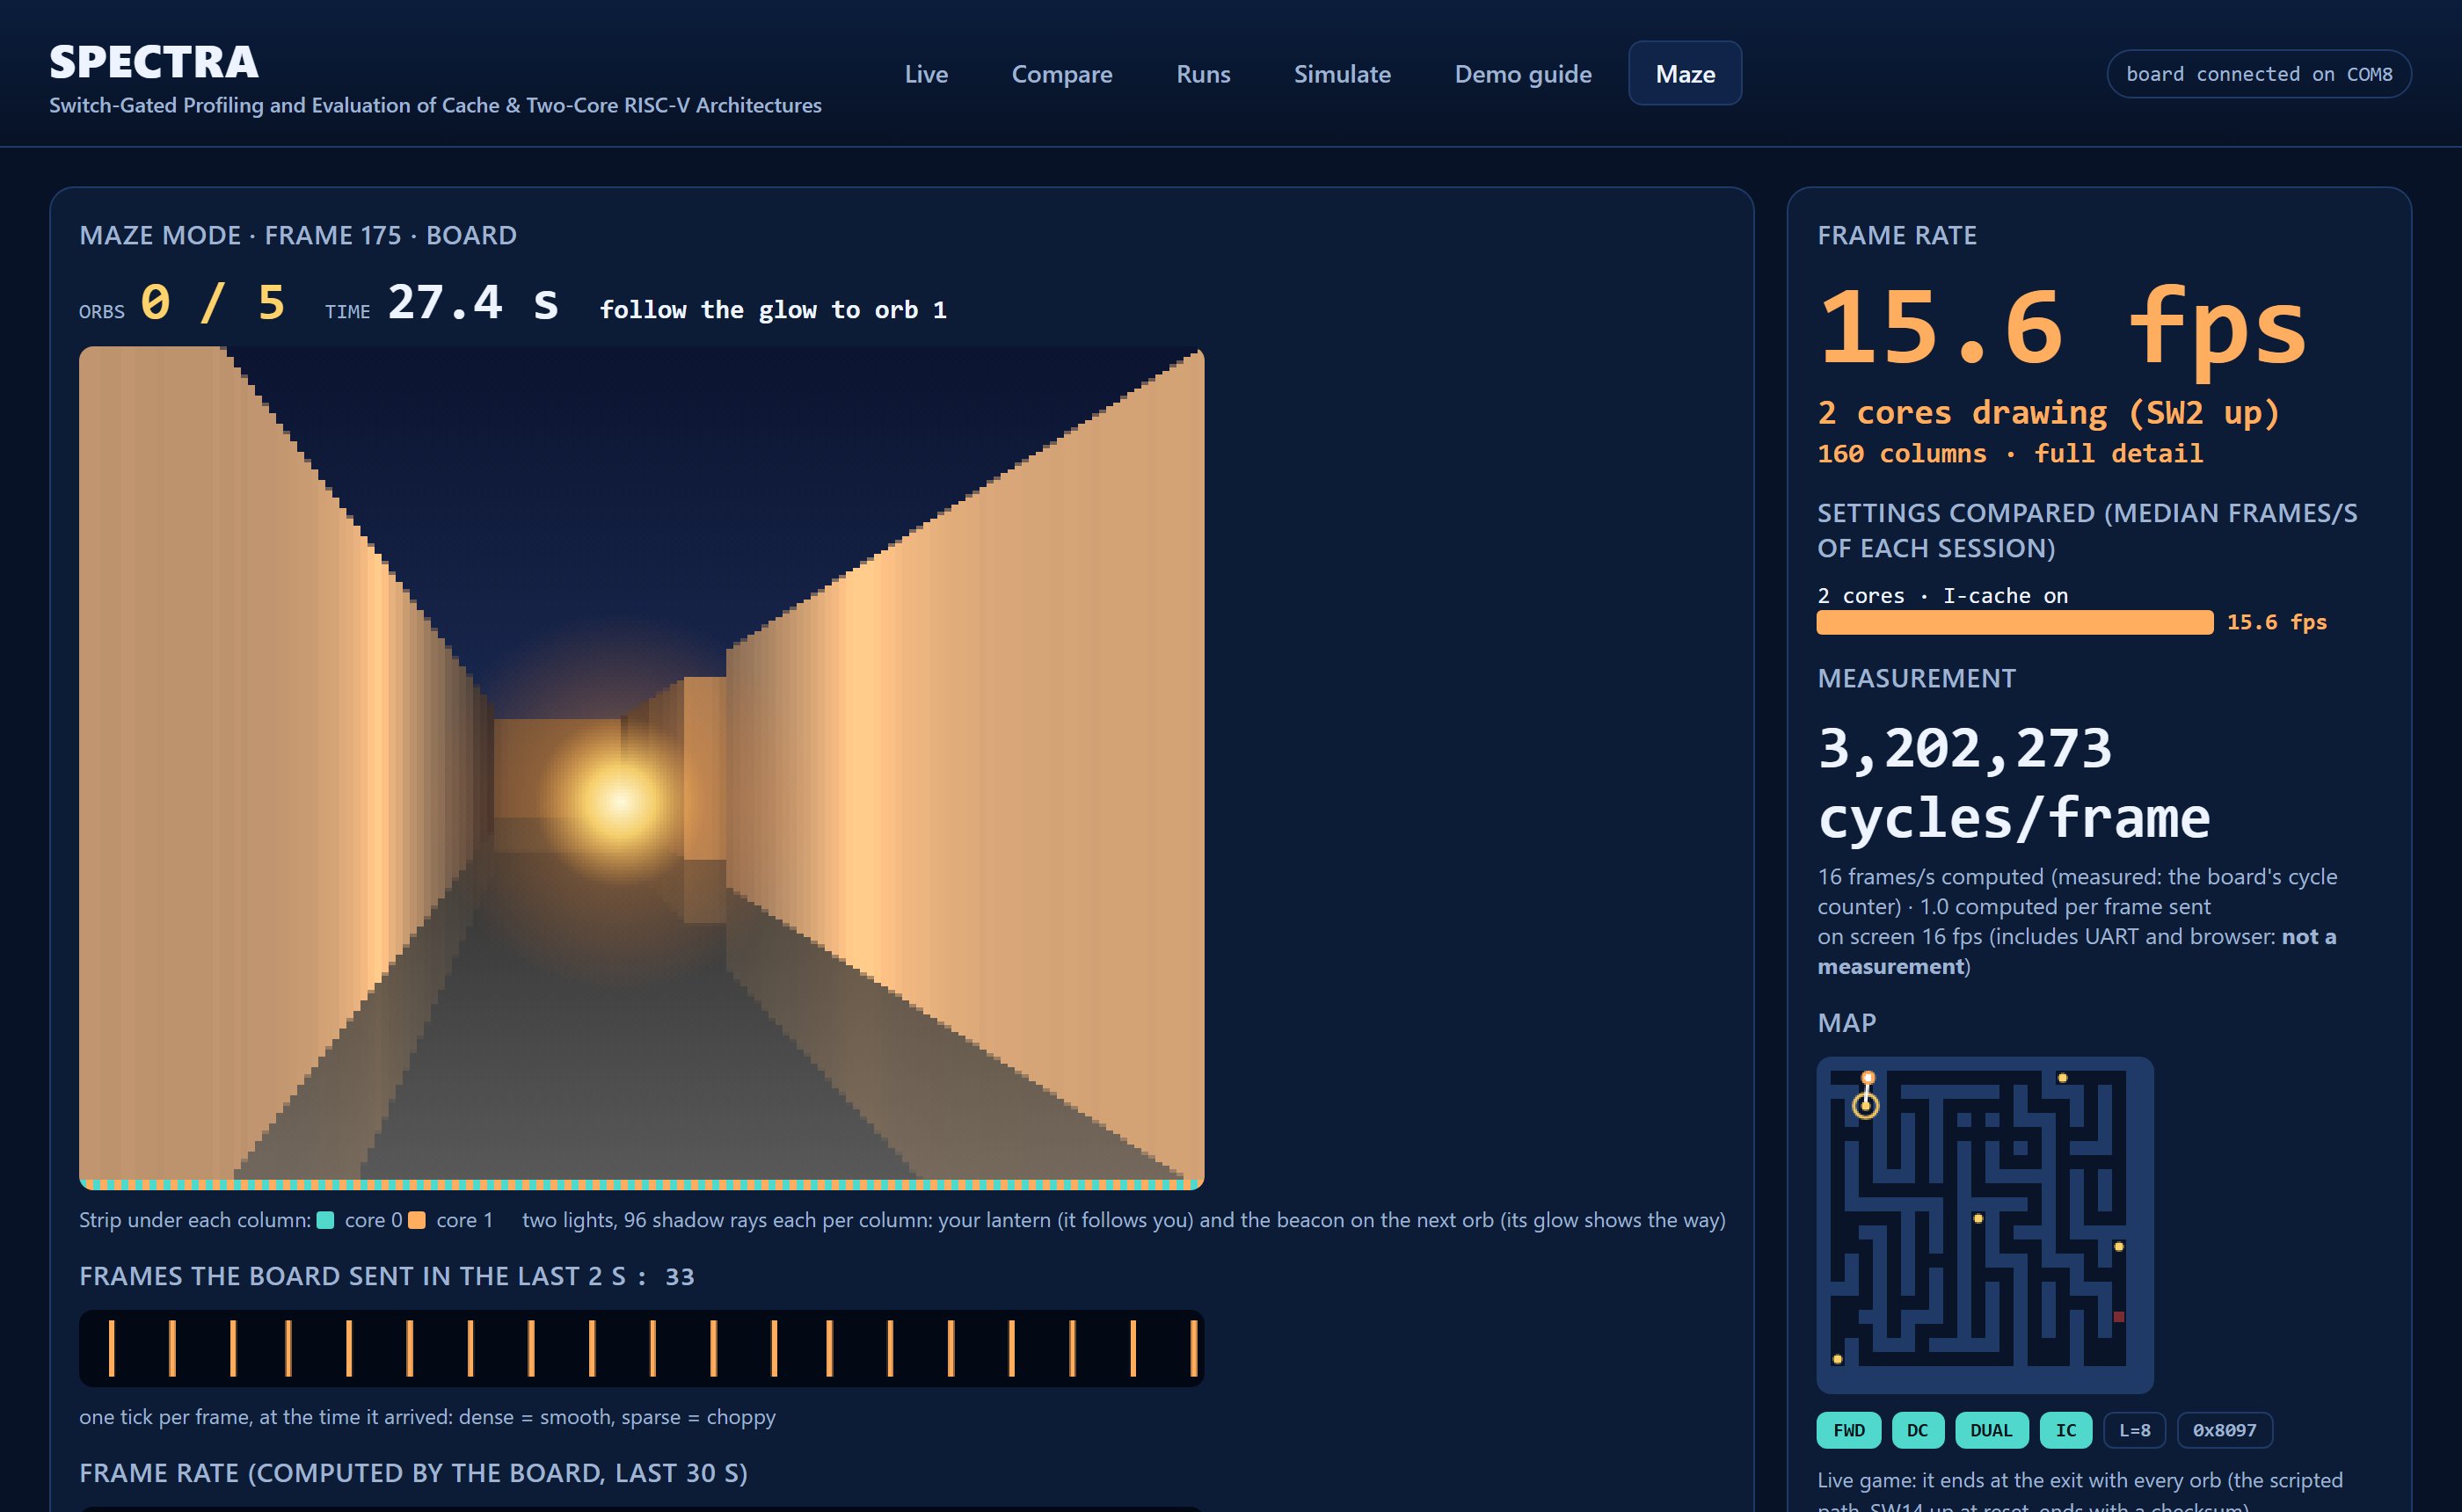 SPECTRA
Switch-Gated Profiling and Evaluation of Cache & Two-Core RISC-V Architectures
Live
Compare
Runs
Simulate
Demo guide
Maze
board connected on COM8
MAZE MODE · FRAME 175 · BOARD
ORBS 0 / 5 TIME 27.4 s follow the glow to orb 1
Strip under each column: core 0 core 1 two lights, 96 shadow rays each per column: your lantern (it follows you) and the beacon on the next orb (its glow shows the way)
FRAMES THE BOARD SENT IN THE LAST 2 S : 33
one tick per frame, at the time it arrived: dense = smooth, sparse = choppy
FRAME RATE (COMPUTED BY THE BOARD, LAST 30 S)
FRAME RATE
15.6 fps
2 cores drawing (SW2 up)
160 columns · full detail
SETTINGS COMPARED (MEDIAN FRAMES/S
OF EACH SESSION)
2 cores · I-cache on
15.6 fps
MEASUREMENT
3,202,273
cycles/frame
16 frames/s computed (measured: the board's cycle
counter) · 1.0 computed per frame sent
on screen 16 fps (includes UART and browser: not a
measurement)
MAP
FWD DC DUAL IC L=8 0x8097
Live game: it ends at the exit with every orb (the scripted
path, SW14 up at reset, ends with a checksum)